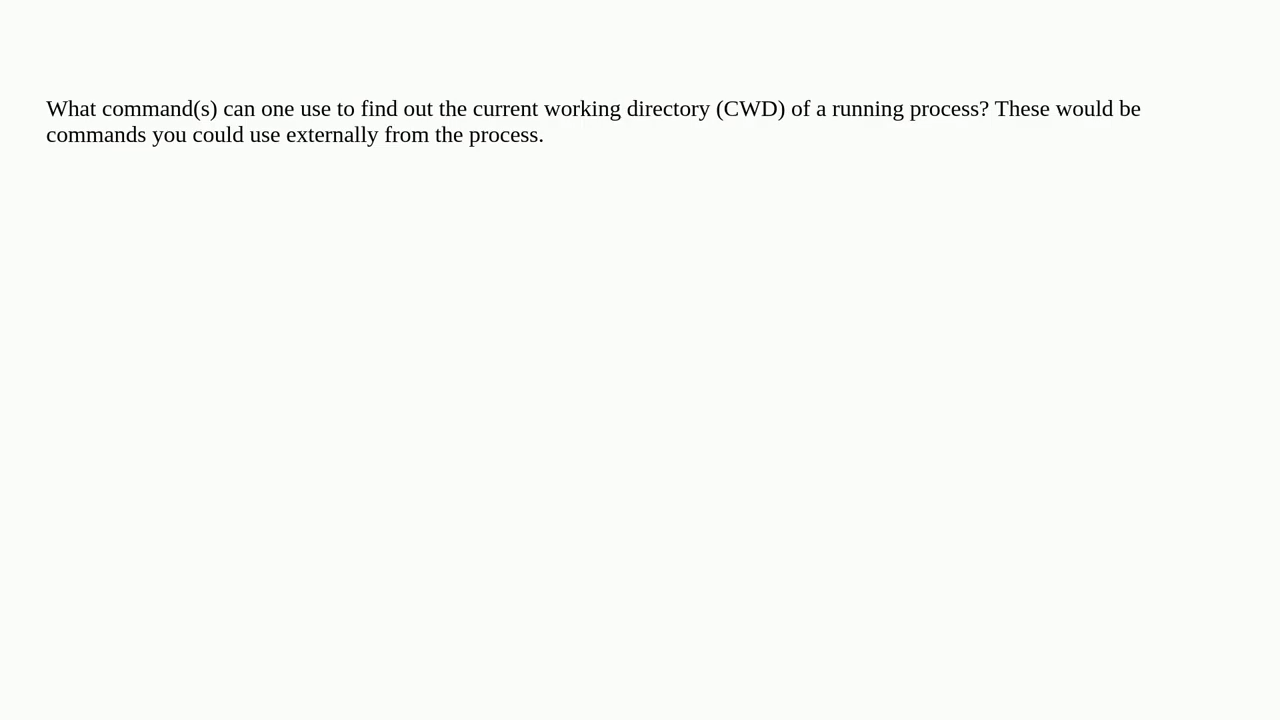 What command(s) can one use to find out the current working directory (CWD) of a running process? These would be
commands you could use externally from the process.